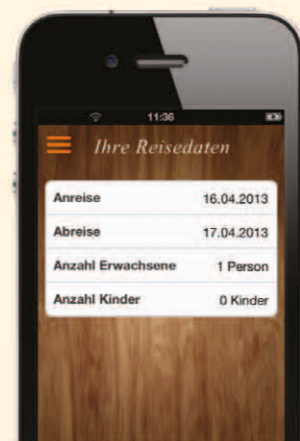 11:36
Ihre Reisedaten
Anreise 16.04.2013
Abreise 17.04.2013
Anzahl Erwachsene 1 Person
Anzahl Kinder 0 Kinder